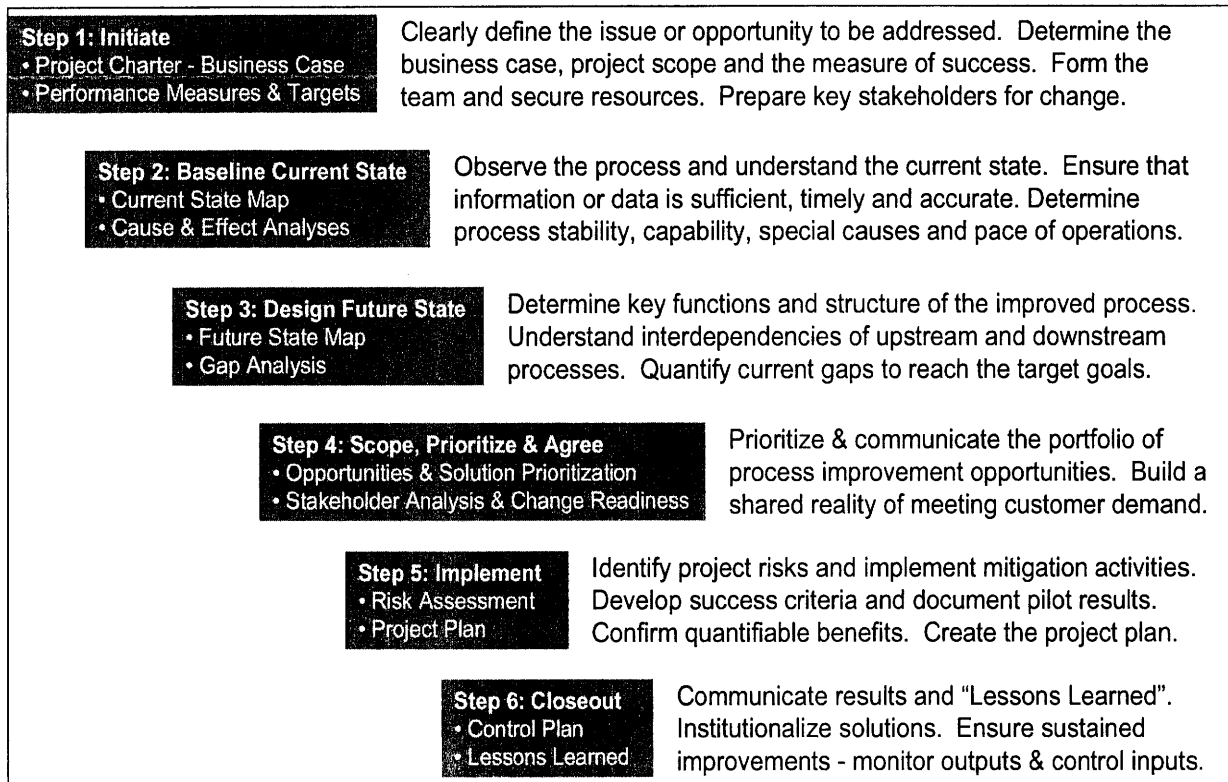 Step 1: Initiate
• Project Charter - Business Case
• Performance Measures & Targets
Clearly define the issue or opportunity to be addressed. Determine the
business case, project scope and the measure of success. Form the
team and secure resources. Prepare key stakeholders for change.
Step 2: Baseline Current State
• Current State Map
• Cause & Effect Analyses
Observe the process and understand the current state. Ensure that
information or data is sufficient, timely and accurate. Determine
process stability, capability, special causes and pace of operations.
Step 3: Design Future State
• Future State Map
• Gap Analysis
Determine key functions and structure of the improved process.
Understand interdependencies of upstream and downstream
processes. Quantify current gaps to reach the target goals.
Step 4: Scope, Prioritize & Agree
• Opportunities & Solution Prioritization
• Stakeholder Analysis & Change Readiness
Prioritize & communicate the portfolio of
process improvement opportunities. Build a
shared reality of meeting customer demand.
Step 5: Implement
• Risk Assessment
• Project Plan
Identify project risks and implement mitigation activities.
Develop success criteria and document pilot results.
Confirm quantifiable benefits. Create the project plan.
Step 6: Closeout
• Control Plan
• Lessons Learned
Communicate results and “Lessons Learned”.
Institutionalize solutions. Ensure sustained
improvements - monitor outputs & control inputs.